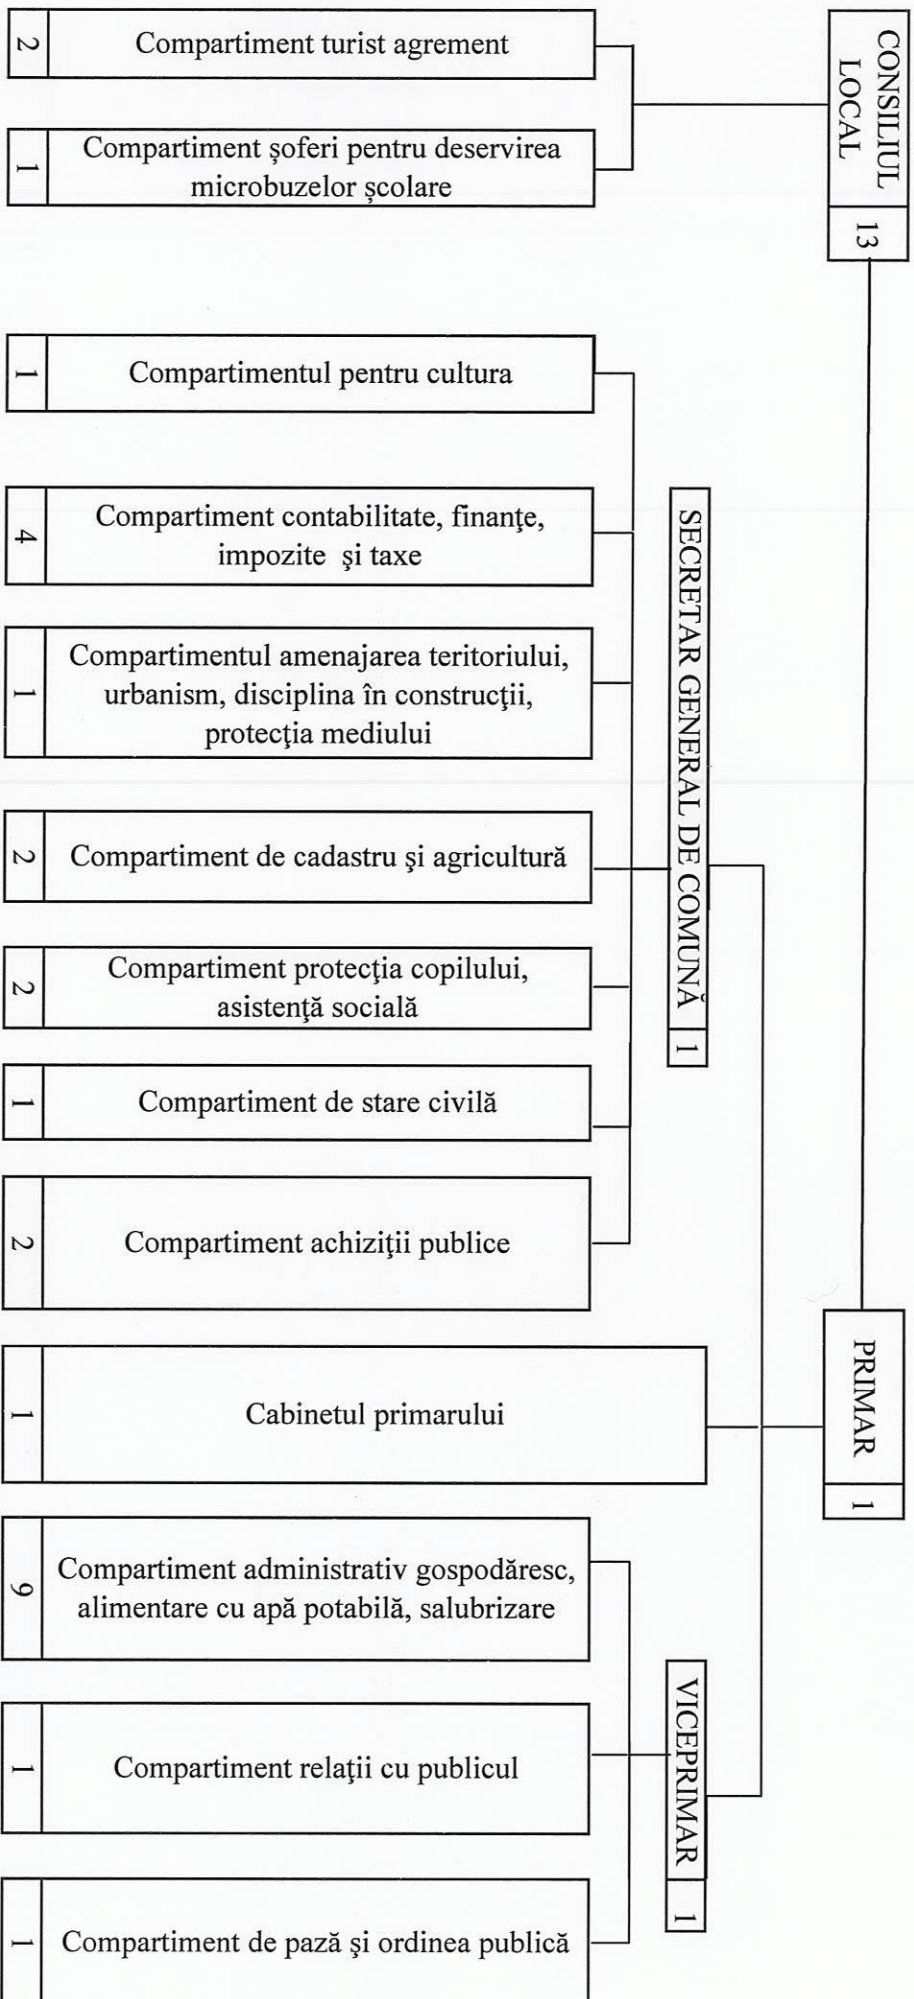 CONSILIUL
LOCAL
13
PRIMAR
1
SECRETAR GENERAL DE COMUNĂ
1
VICEPRIMAR
1
Compartiment turist agrement
2
Compartiment șoferi pentru deservirea
microbuzelor școlare
1
Compartimentul pentru cultura
1
Compartiment contabilitate, finanţe,
impozite şi taxe
4
Compartimentul amenajarea teritoriului,
urbanism, disciplina în construcţii,
protecţia mediului
1
Compartiment de cadastru şi agricultură
2
Compartiment protecţia copilului,
asistenţă socială
2
Compartiment de stare civilă
1
Compartiment achiziţii publice
2
Cabinetul primarului
1
Compartiment administrativ gospodăresc,
alimentare cu apă potabilă, salubrizare
9
Compartiment relaţii cu publicul
1
Compartiment de pază şi ordinea publică
1